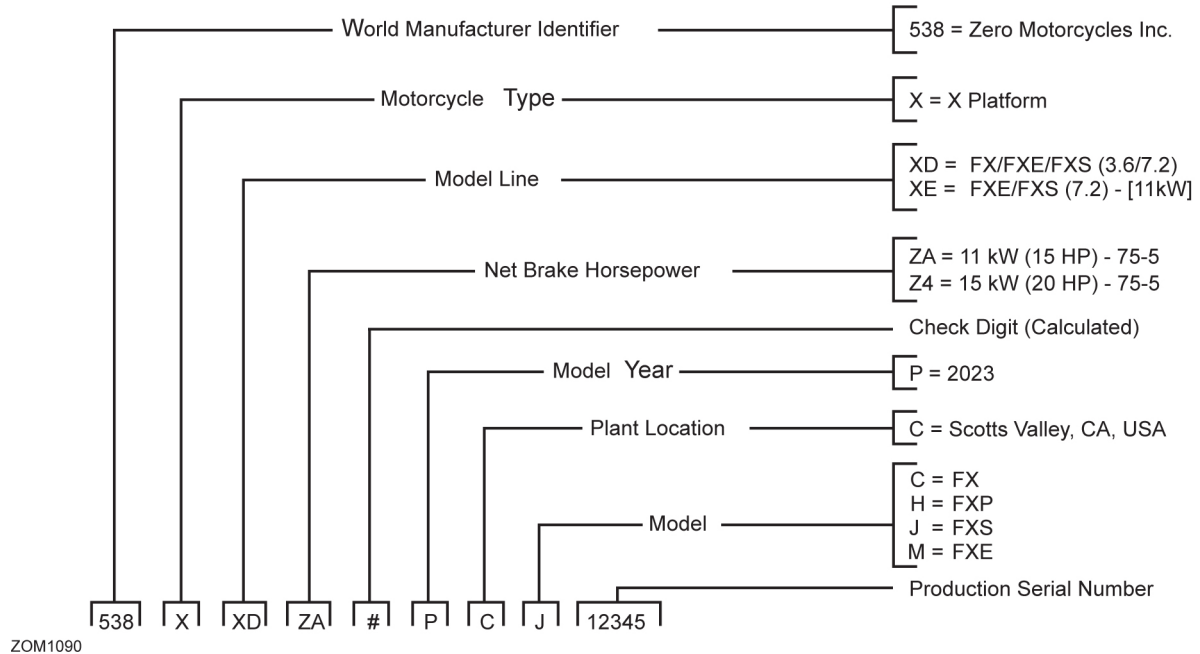 World Manufacturer Identifier
538 = Zero Motorcycles Inc.
Motorcycle Type
X = X Platform
Model Line
XD = FX/FXE/FXS (3.6/7.2)
XE = FXE/FXS (7.2) - [11kW]
Net Brake Horsepower
ZA = 11 kW (15 HP) - 75-5
Z4 = 15 kW (20 HP) - 75-5
Check Digit (Calculated)
Model Year
P = 2023
Plant Location
C = Scotts Valley, CA, USA
Model
C = FX
H = FXP
J = FXS
M = FXE
Production Serial Number
538 X XD ZA # P C J 12345
ZOM1090